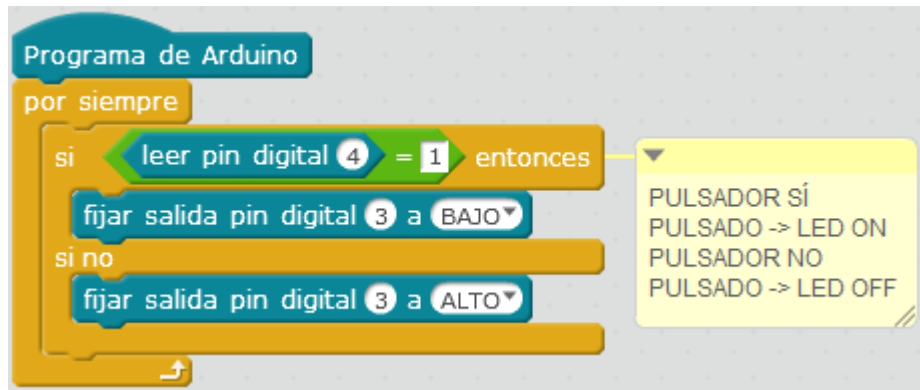 Programa de Arduino
por siempre
si leer pin digital 4 = 1 entonces
fijar salida pin digital 3 a BAJO
si no
fijar salida pin digital 3 a ALTO
PULSADOR SÍ
PULSADO -> LED ON
PULSADOR NO
PULSADO -> LED OFF